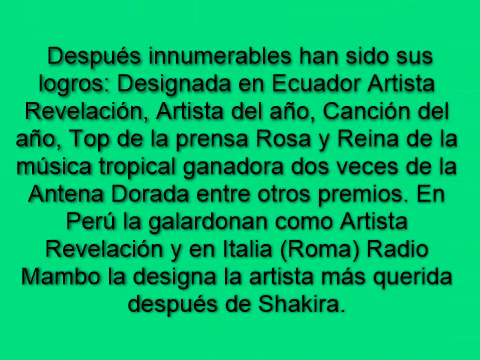 Después innumerables han sido sus
logros: Designada en Ecuador Artista
Revelación, Artista del año, Canción del
año, Top de la prensa Rosa y Reina de la
música tropical ganadora dos veces de la
Antena Dorada entre otros premios. En
Perú la galardonan como Artista
Revelación y en Italia (Roma) Radio
Mambo la designa la artista más querida
después de Shakira.